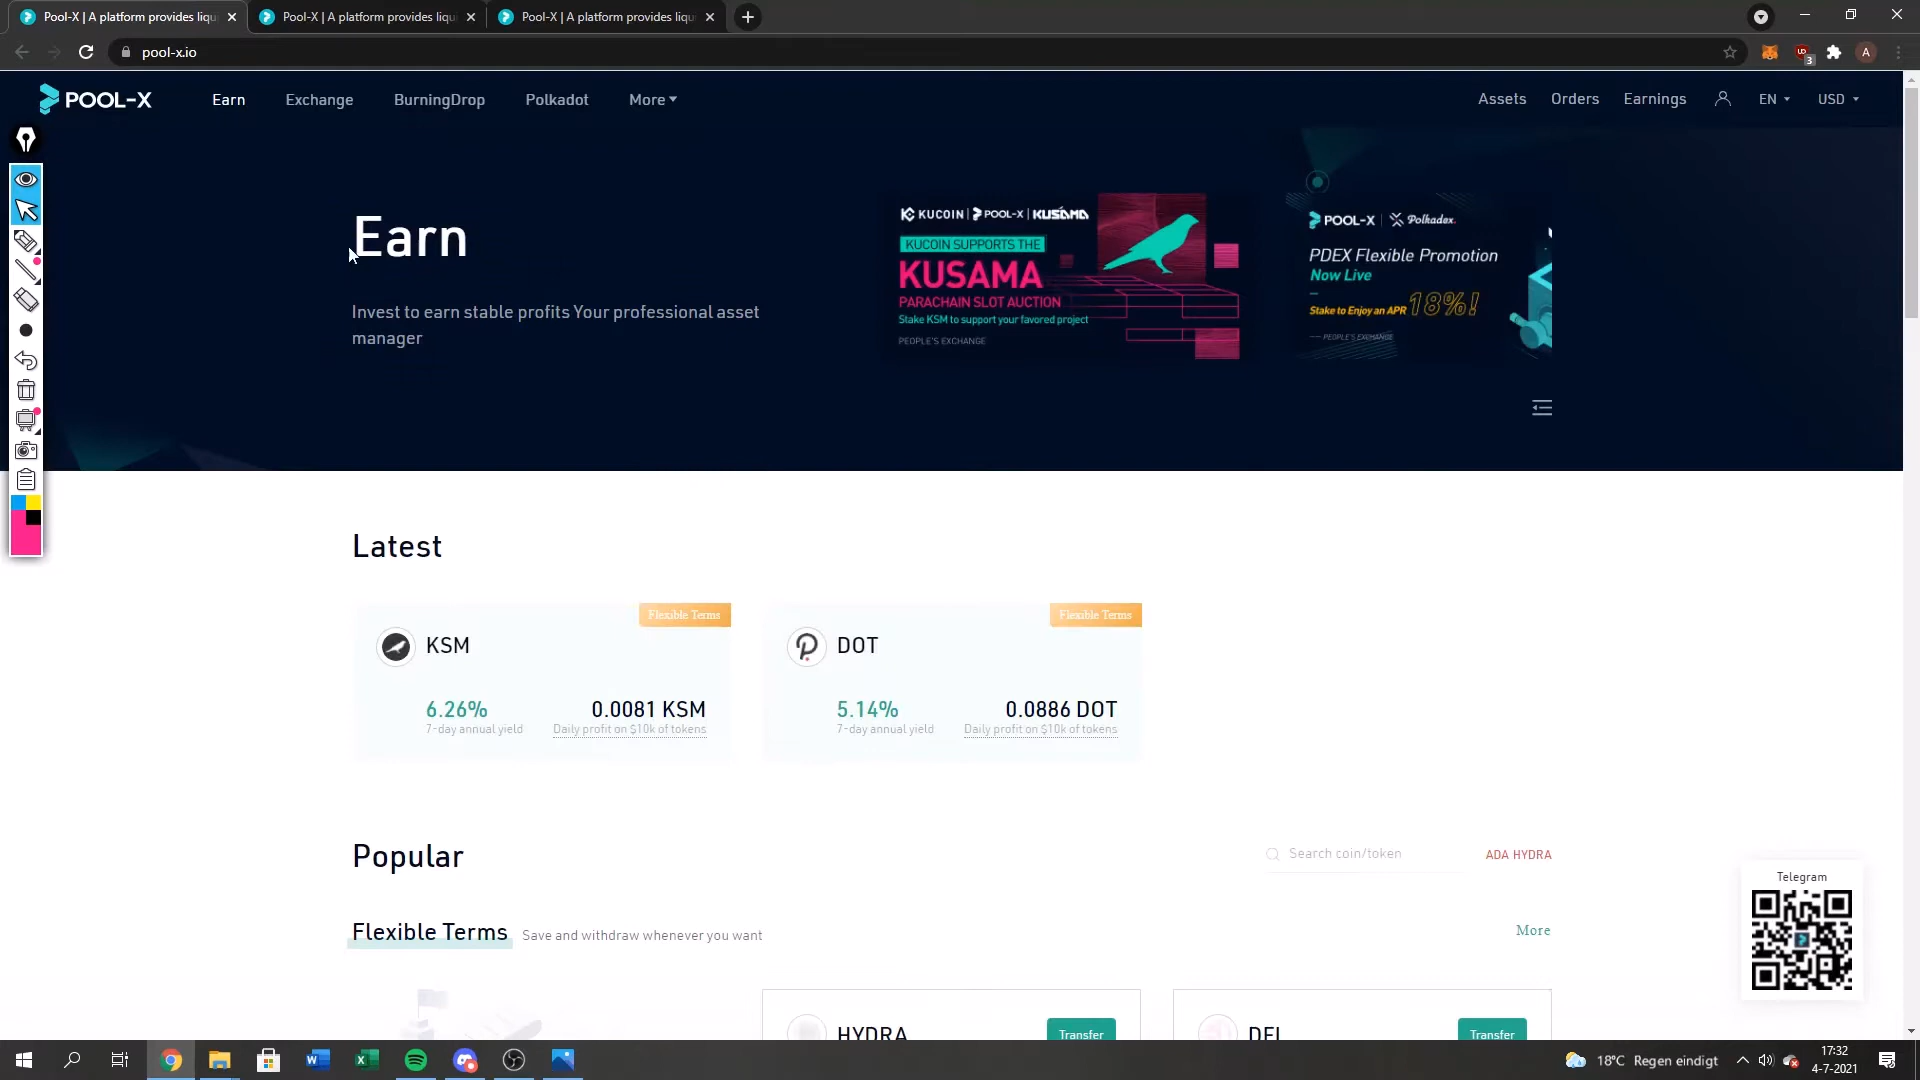 Pool-X | A platform provides liqu
Pool-X | A platform provides liqu
Pool-X | A platform provides liqu
pool-x.io
3
A
POOL-X
Earn
Exchange
BurningDrop
Polkadot
More
Assets
Orders
Earnings
EN
USD
Earn
Invest to earn stable profits Your professional asset
manager
KUCOIN | POOL-X | KUSAMA
KUCOIN SUPPORTS THE
KUSAMA
PARACHAIN SLOT AUCTION
Stake KSM to support your favored project
PEOPLE'S EXCHANGE
POOL-X | Polkadex.
PDEX Flexible Promotion
Now Live
Stake to Enjoy an APR 18%!
PEOPLE'S EXCHANGE
Latest
Flexible Terms
KSM
6.26%
7-day annual yield
0.0081 KSM
Daily profit on $10k of tokens
Flexible Terms
DOT
5.14%
7-day annual yield
0.0886 DOT
Daily profit on $10k of tokens
Popular
Search coin/token
ADA HYDRA
Telegram
Flexible Terms
Save and withdraw whenever you want
More
HYDRA
Transfer
Transfer
18°C Regen eindigt
17:32
4-7-2021